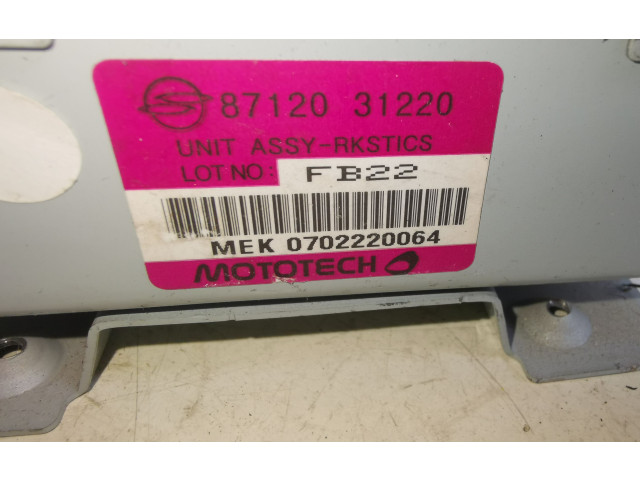 87120 31220
UNIT ASSY-RKSTICS
LOT NO: FB22
MEK 0702220064
MOTOTECH